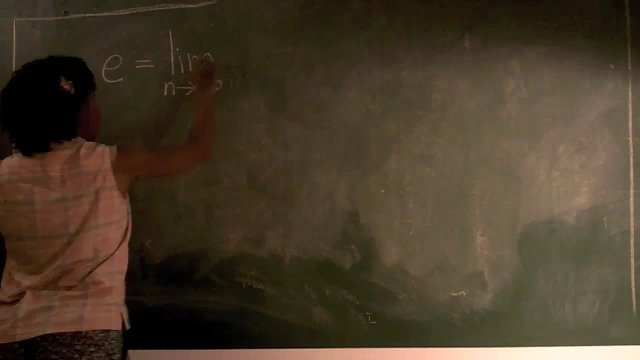 e = lim
n→